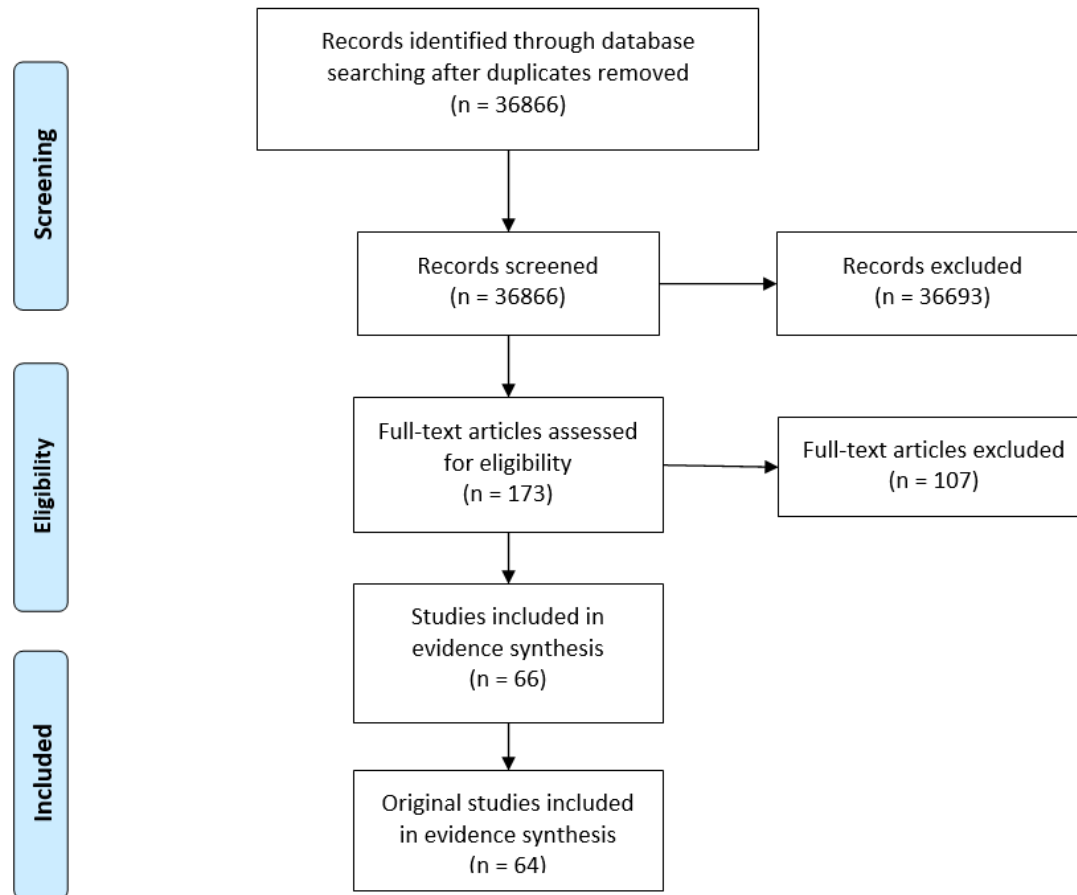 Screening
Records identified through database
searching after duplicates removed
(n = 36866)
Records screened
(n = 36866)
Records excluded
(n = 36693)
Eligibility
Full-text articles assessed
for eligibility
(n = 173)
Full-text articles excluded
(n = 107)
Studies included in
evidence synthesis
(n = 66)
Included
Original studies included
in evidence synthesis
(n = 64)